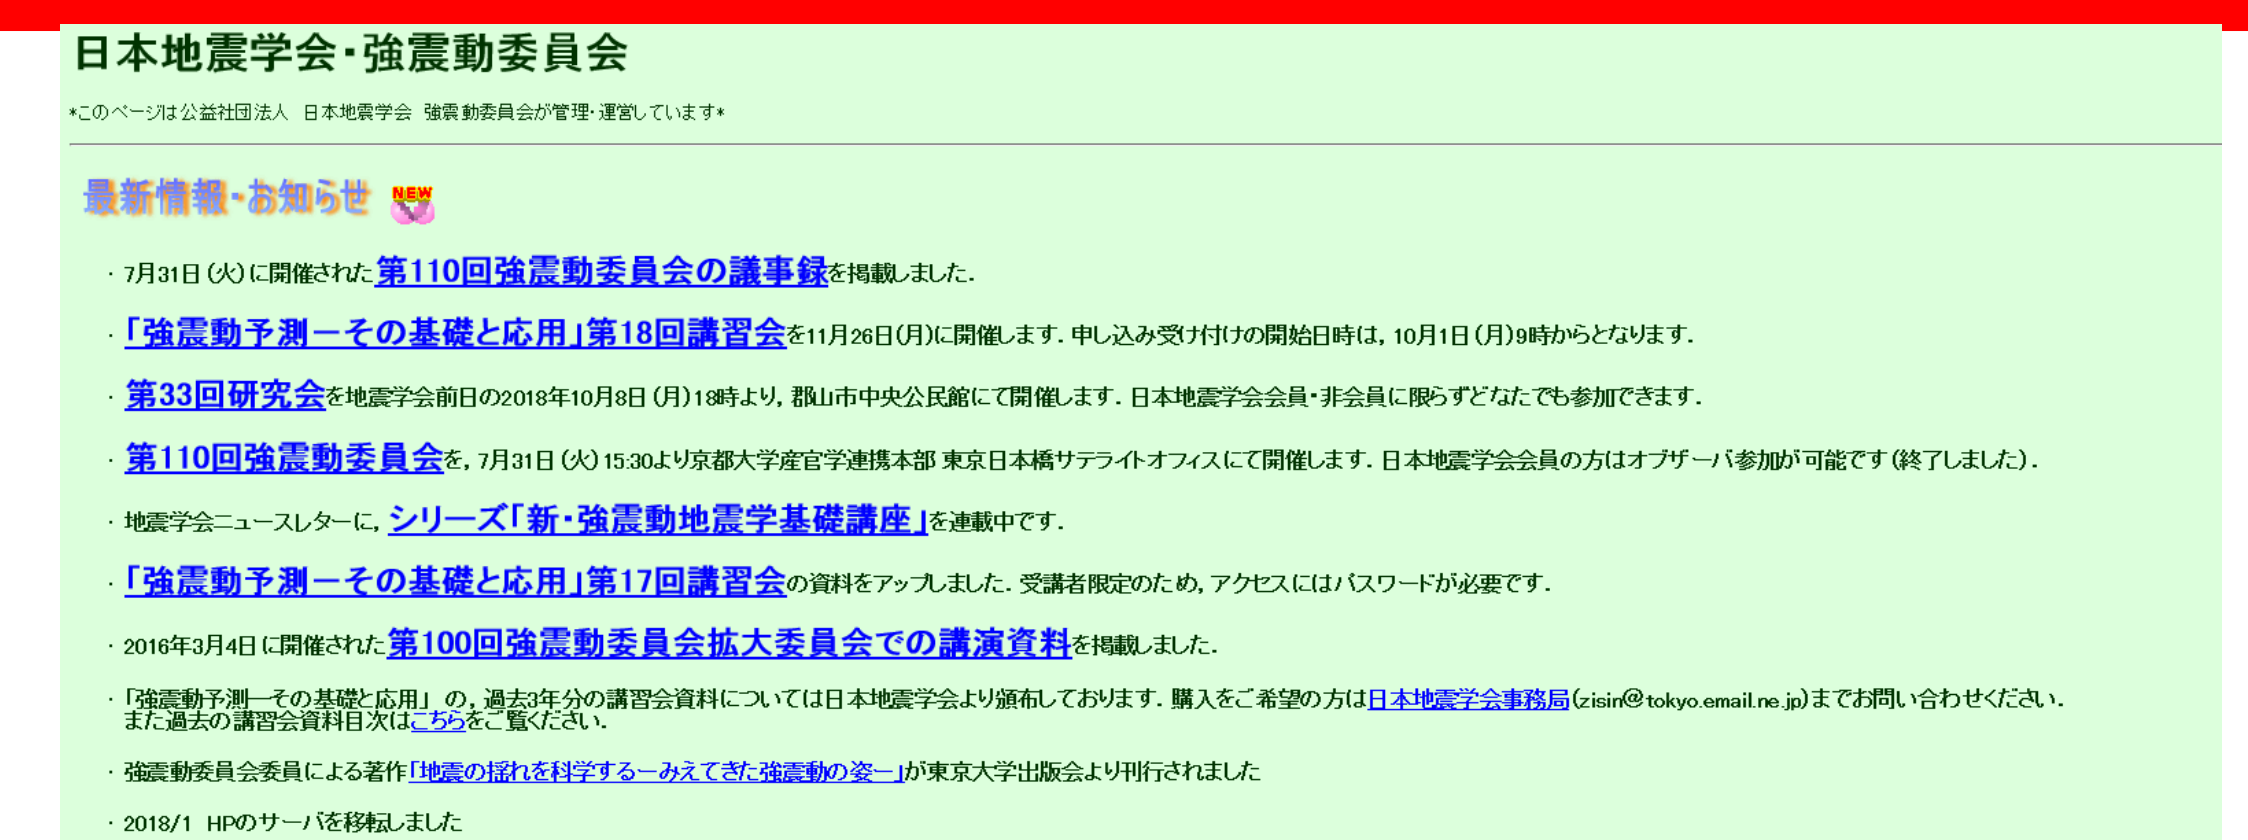 日本地震学会・強震動委員会
*このページは公益社団法人　日本地震学会　強震動委員会が管理・運営しています*
最新情報・お知らせ NEW
・7月31日(火)に開催された第110回強震動委員会の議事録を掲載しました.
・「強震動予測－その基礎と応用」第18回講習会を11月26日(月)に開催します. 申し込み受け付けの開始日時は, 10月1日(月)9時からとなります.
・第33回研究会を地震学会前日の2018年10月8日(月)18時より, 郡山市中央公民館にて開催します. 日本地震学会会員・非会員に限らずどなたでも参加できます.
・第110回強震動委員会を, 7月31日(火)15:30より京都大学産官学連携本部 東京日本橋サテライトオフィスにて開催します. 日本地震学会会員の方はオブザーバ参加が可能です(終了しました).
・地震学会ニュースレターに, シリーズ「新・強震動地震学基礎講座」を連載中です.
・「強震動予測－その基礎と応用」第17回講習会の資料をアップしました. 受講者限定のため, アクセスにはパスワードが必要です.
・2016年3月4日に開催された第100回強震動委員会拡大委員会での講演資料を掲載しました.
・「強震動予測―その基礎と応用」の, 過去3年分の講習会資料については日本地震学会より頒布しております. 購入をご希望の方は日本地震学会事務局(zisin@tokyo.email.ne.jp)までお問い合わせください.
また過去の講習会資料目次はこちらをご覧ください.
・強震動委員会委員による著作「地震の揺れを科学するーみえてきた強震動の姿ー」が東京大学出版会より刊行されました
・2018/1　HPのサーバを移転しました